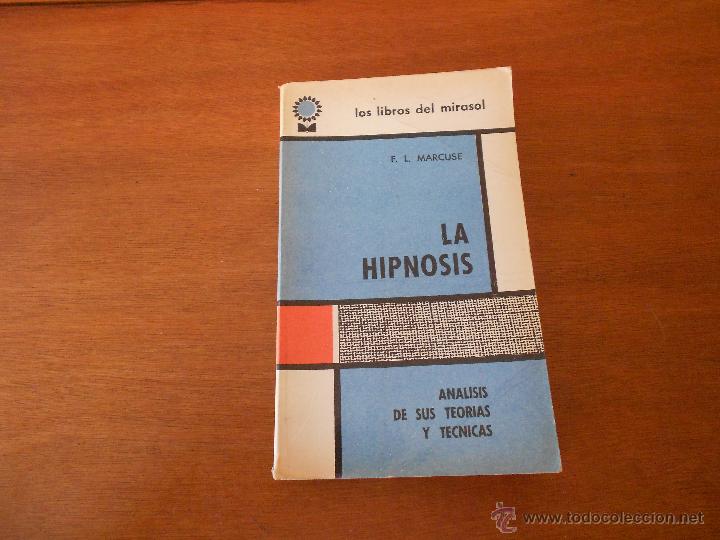 los libros del mirasol
F. L. MARCUSE
LA
HIPNOSIS
ANALISIS
DE SUS TEORIAS
Y TECNICAS
© www.todocoleccion.net